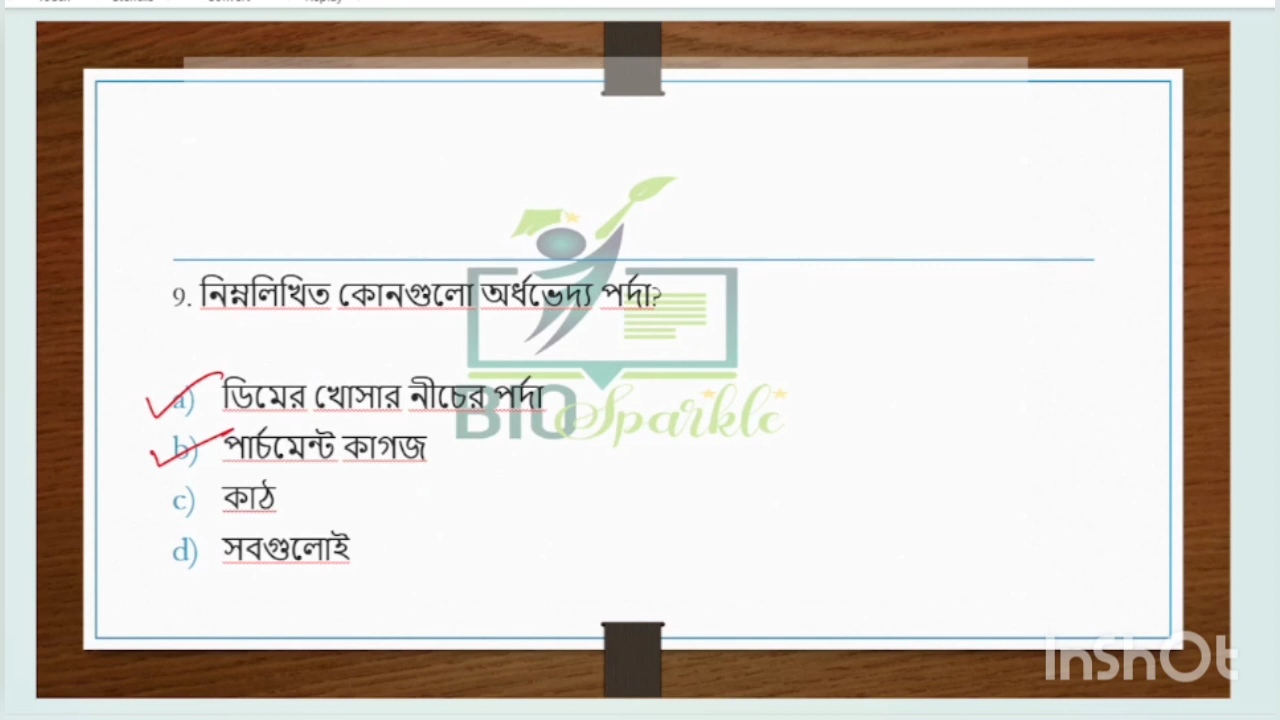 9. নিম্নলিখিত কোনগুলো অর্ধভেদ্য পর্দা?
a) ডিমের খোসার নীচের পর্দা
BIO Sparkle
b) পার্চমেন্ট কাগজ
c) কাঠ
d) সবগুলোই
InShOt